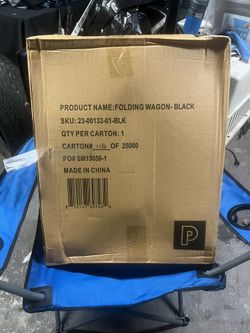 PRODUCT NAME:FOLDING WAGON- BLACK
SKU: 23-00133-01-BLK
QTY PER CARTON: 1
CARTON# OF 25000
PO# SM13059-1
MADE IN CHINA
P